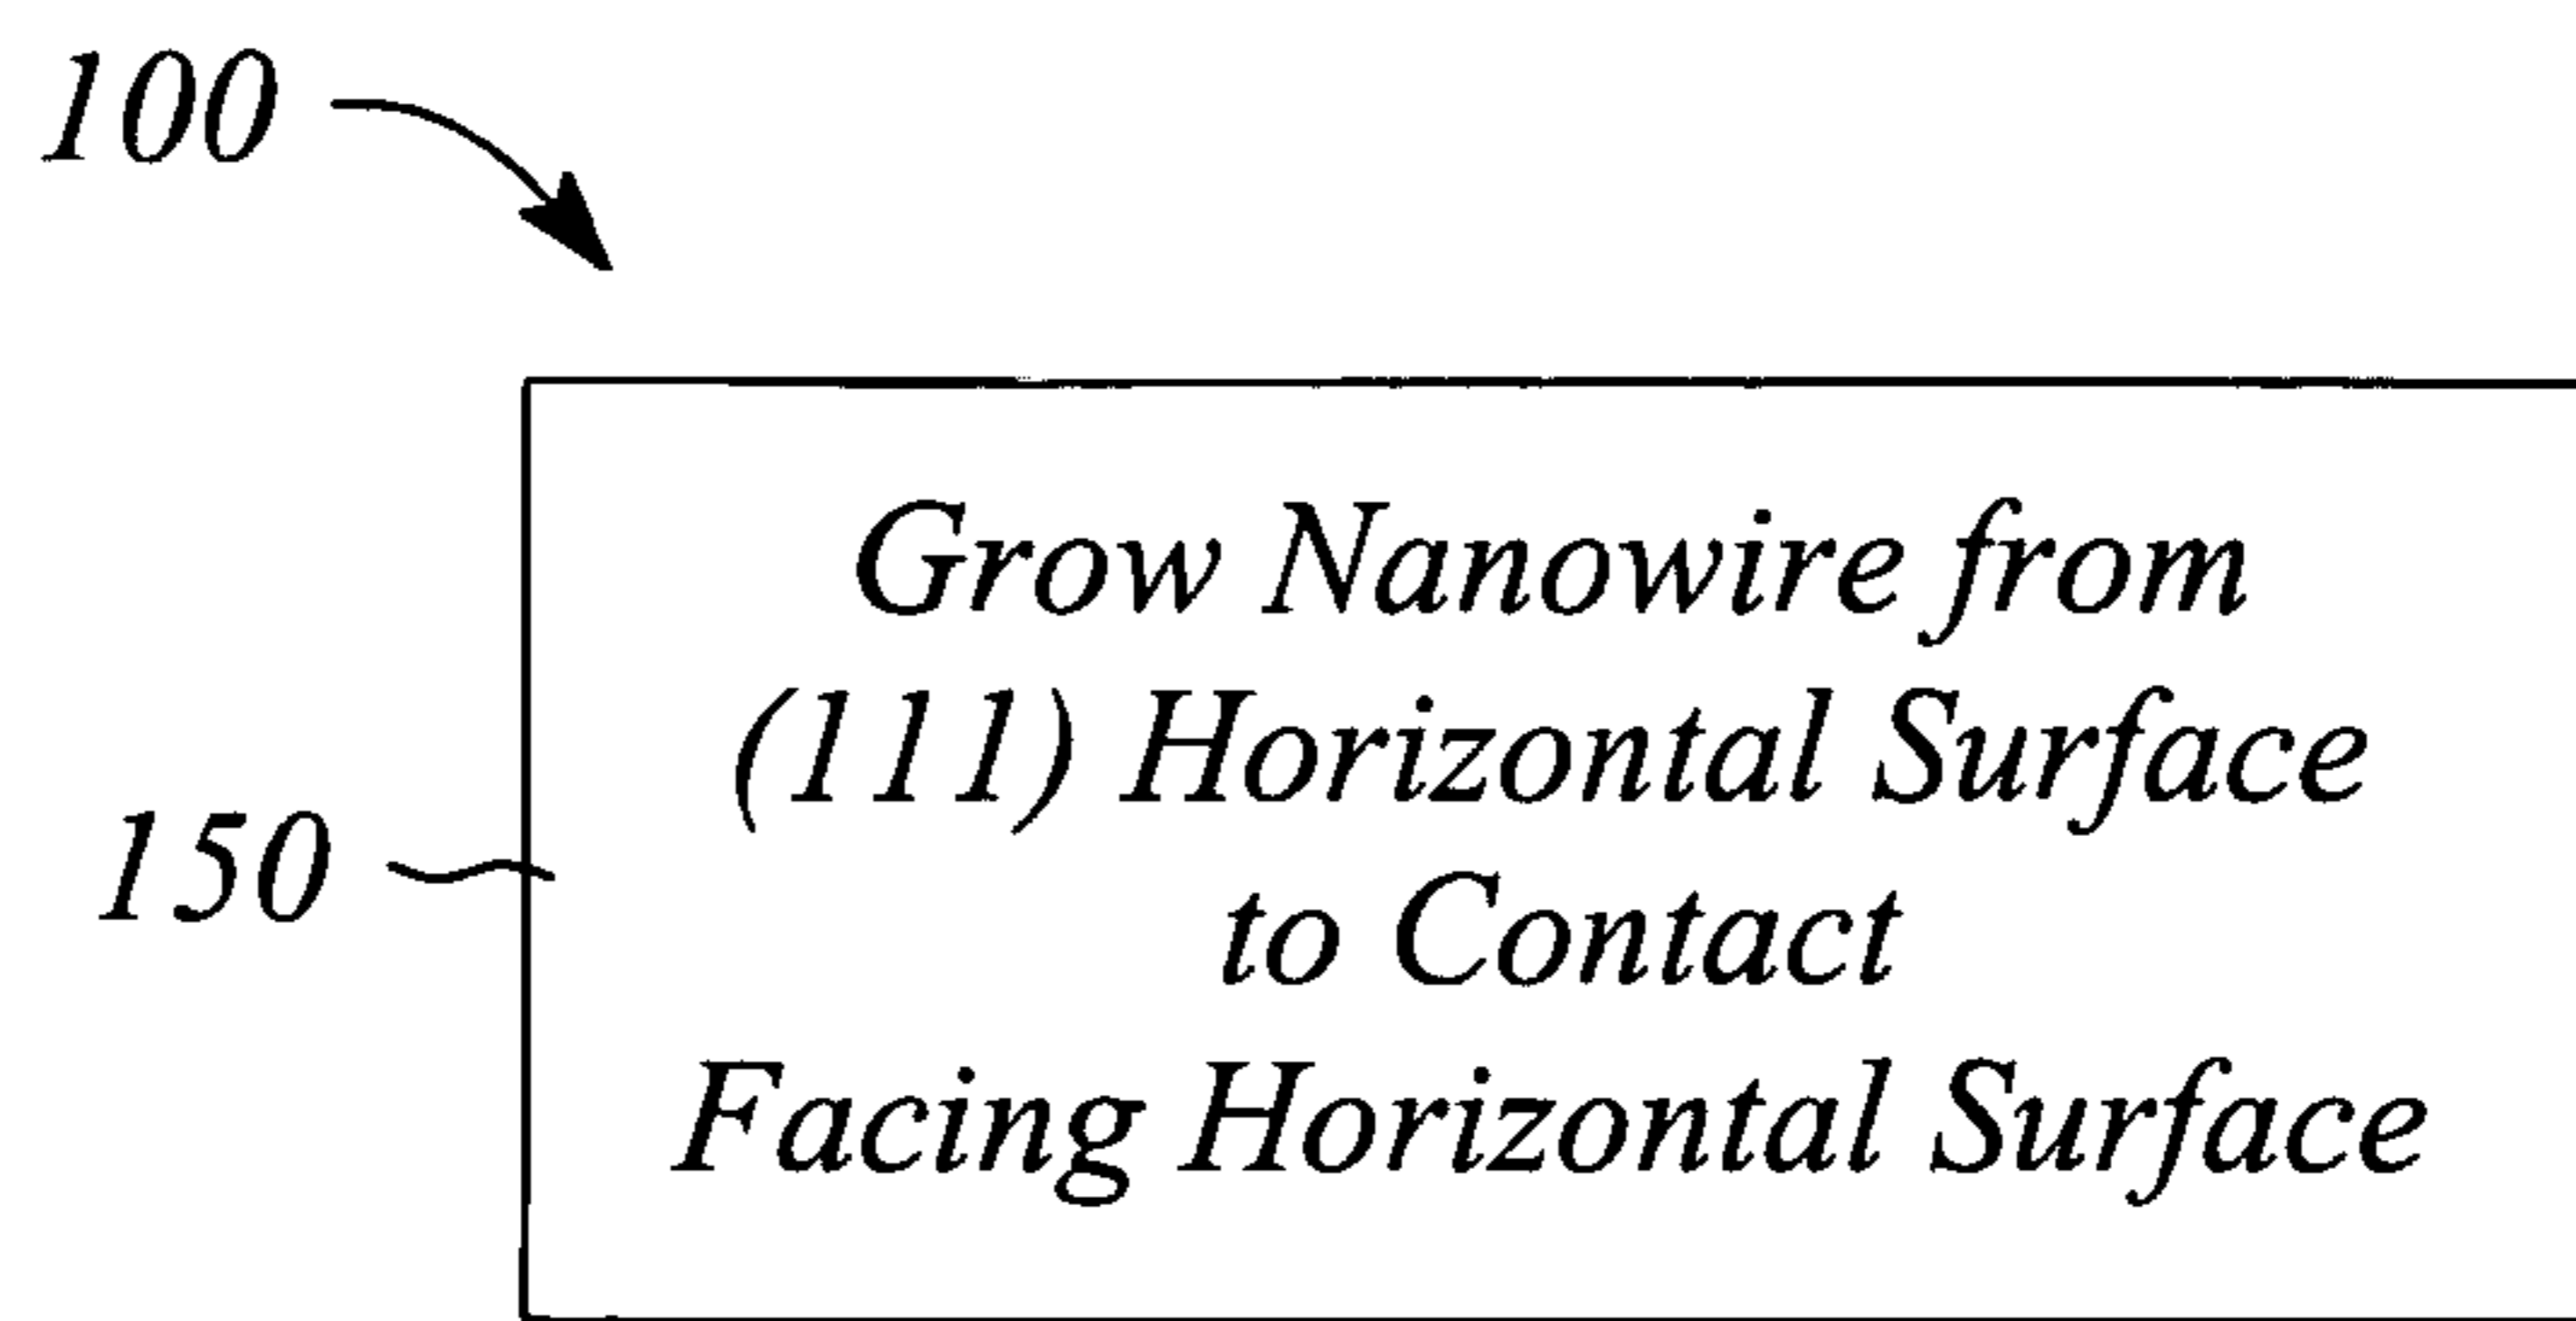 100
Grow Nanowire from
(111) Horizontal Surface
150
to Contact
Facing Horizontal Surface